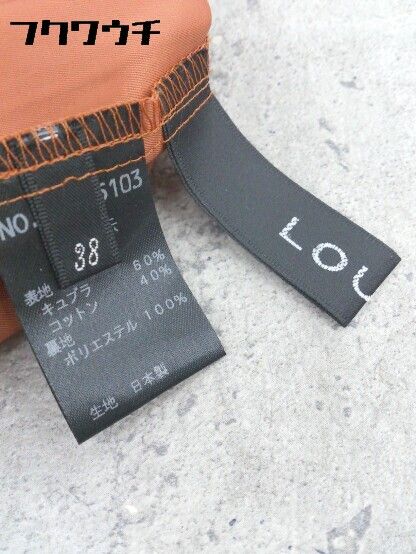 フクワウチ
NO.
5103
38
表地
キュプラ 60%
コットン 40%
裏地
ポリエステル 100%
生地 日本製
LOU